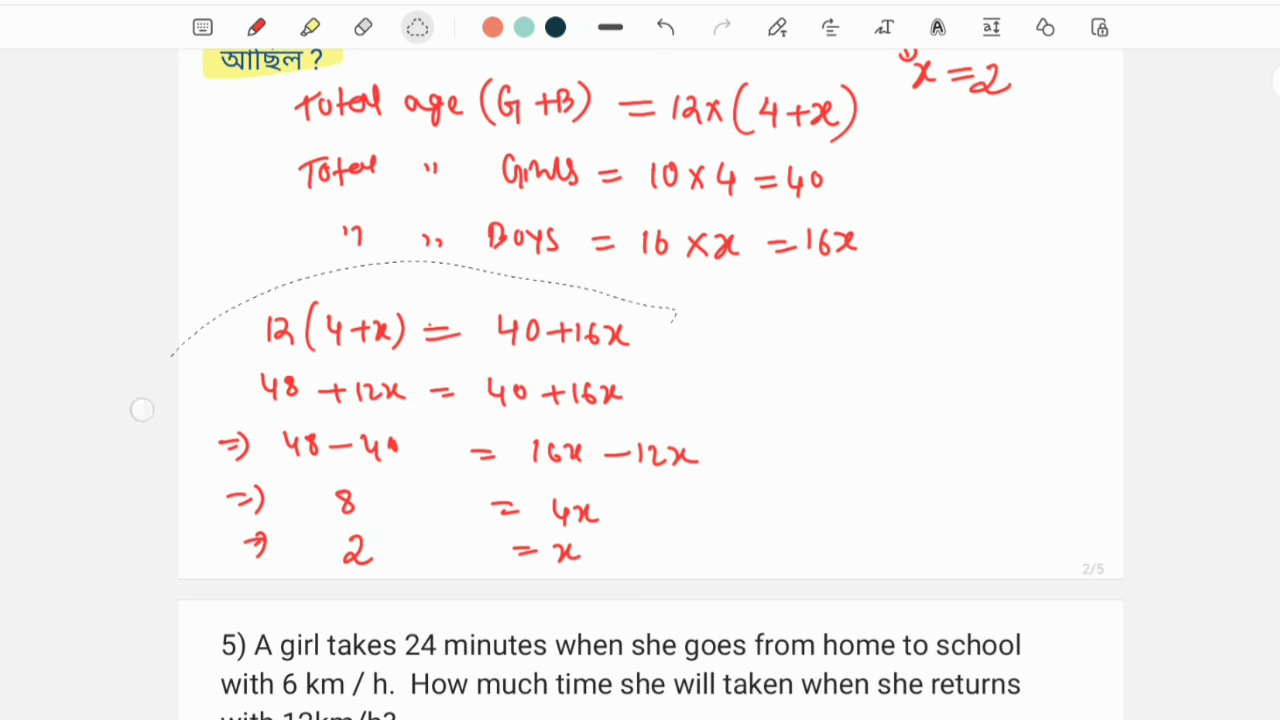 আছিল ?
x = 2
Total age (G + B) = 12 × (4 + x)
Total " Girls = 10 × 4 = 40
" " Boys = 16 × x = 16x
12 (4 + x) = 40 + 16x
48 + 12x = 40 + 16x
=) 48 - 40 = 16x - 12x
=) 8 = 4x
=) 2 = x
2/5
5) A girl takes 24 minutes when she goes from home to school
with 6 km / h. How much time she will taken when she returns
with 12km/h?